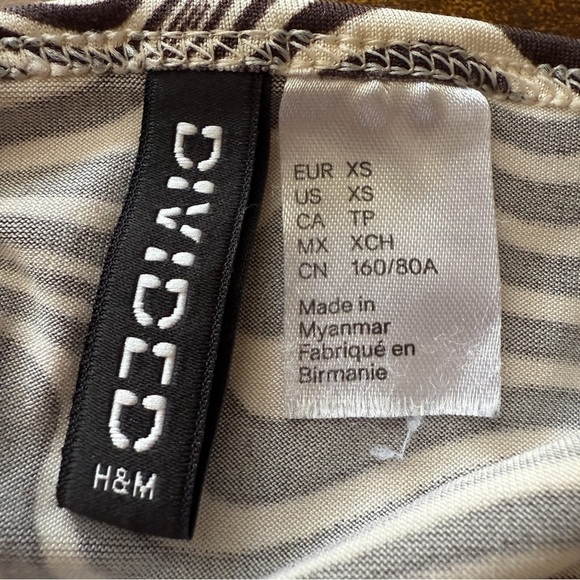 DIVIDED
H&M
EUR XS
US XS
CA TP
MX XCH
CN 160/80A
Made in
Myanmar
Fabriqué en
Birmanie